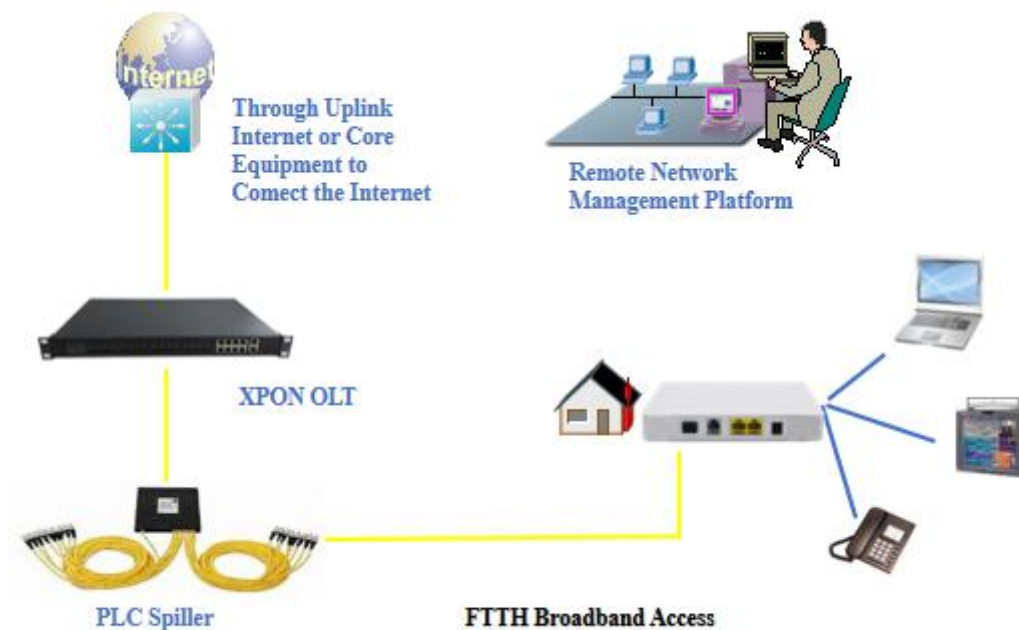 Internet
Through Uplink
Internet or Core
Equipment to
Comect the Internet
Remote Network
Management Platform
XPON OLT
PLC Spiller
FTTH Broadband Access